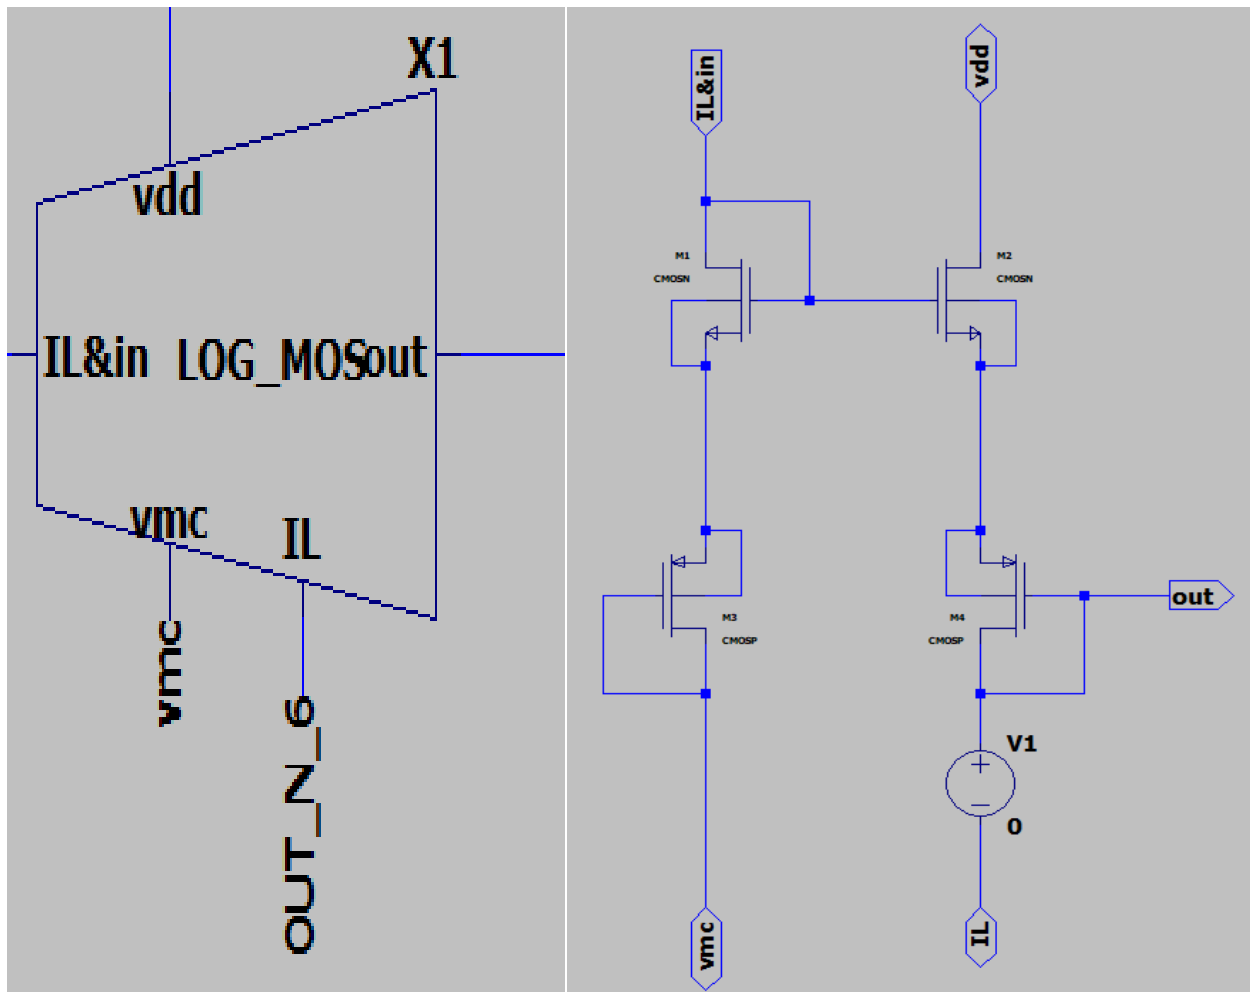 X1
vdd
IL&in LOG_MOS out
vmc
IL
vmc
OUT_N_6
IL&in
vdd
M1
CMOSN
M2
CMOSN
M3
CMOSP
M4
CMOSP
out
V1
+
−
0
vmc
IL